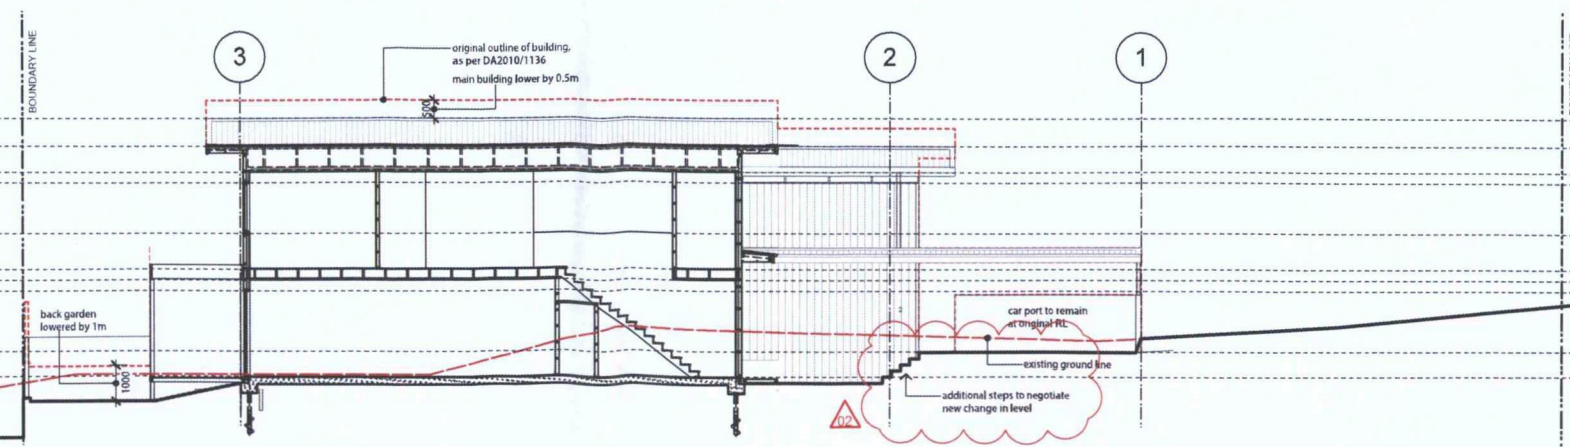 BOUNDARY LINE
3
original outline of building,
as per DA2010/1136
main building lower by 0.5m
500
2
1
back garden
lowered by 1m
1000
car port to remain
at original RL
existing ground line
additional steps to negotiate
new change in level
02